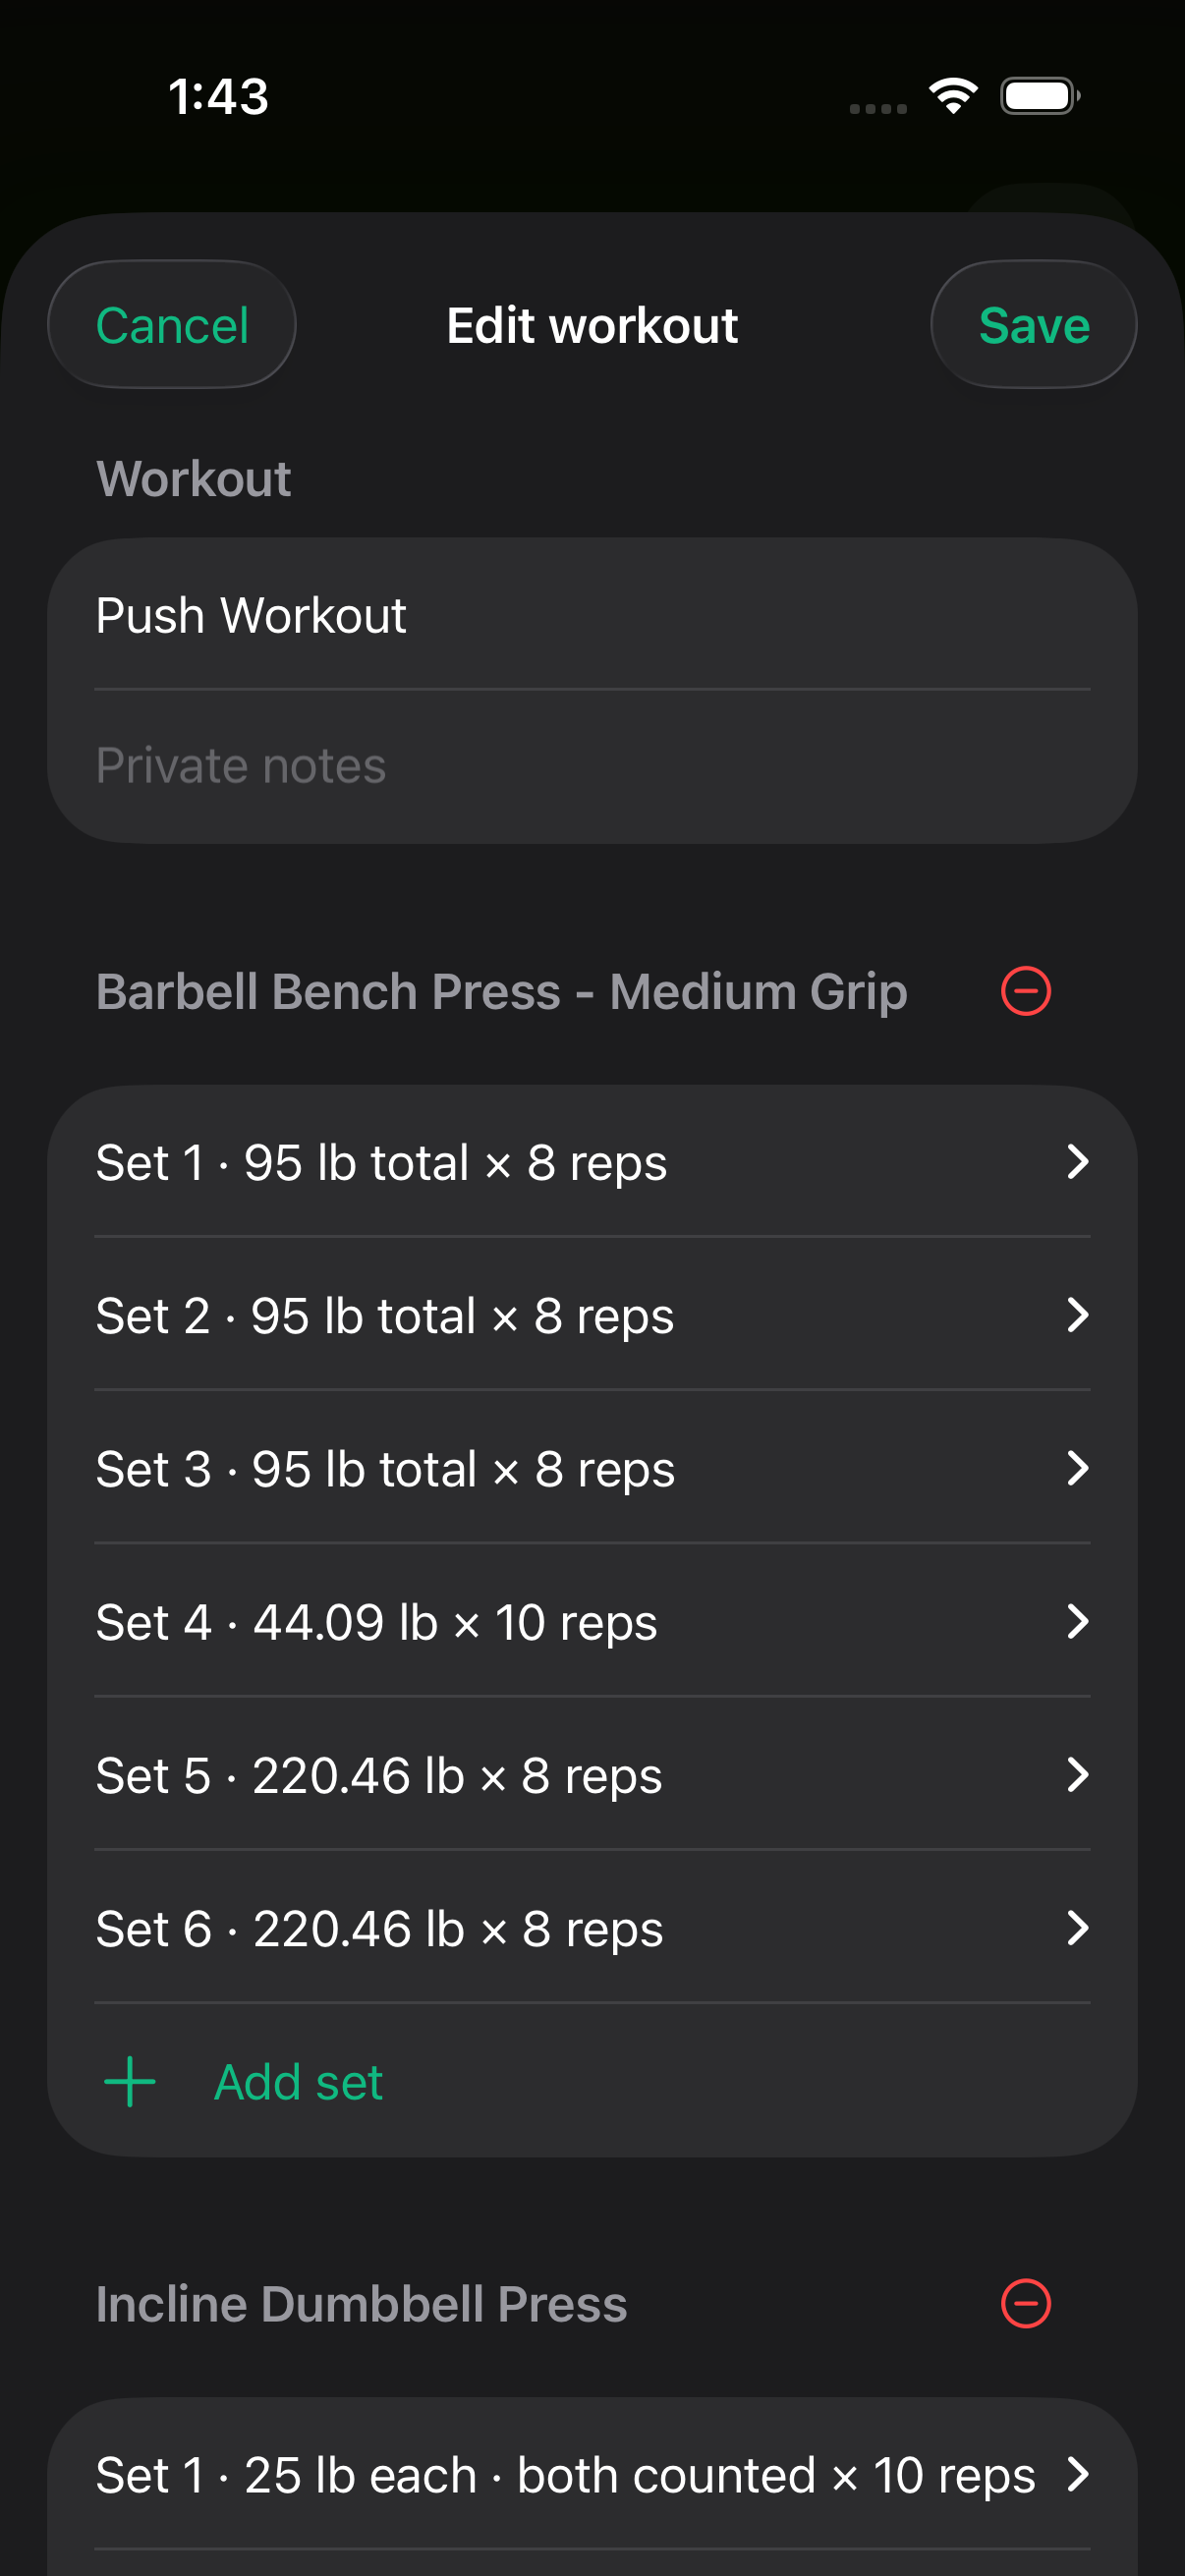 1:43
Cancel
Edit workout
Save
Workout
Push Workout
Private notes
Barbell Bench Press - Medium Grip
Set 1 · 95 lb total × 8 reps
Set 2 · 95 lb total × 8 reps
Set 3 · 95 lb total × 8 reps
Set 4 · 44.09 lb × 10 reps
Set 5 · 220.46 lb × 8 reps
Set 6 · 220.46 lb × 8 reps
Add set
Incline Dumbbell Press
Set 1 · 25 lb each · both counted × 10 reps